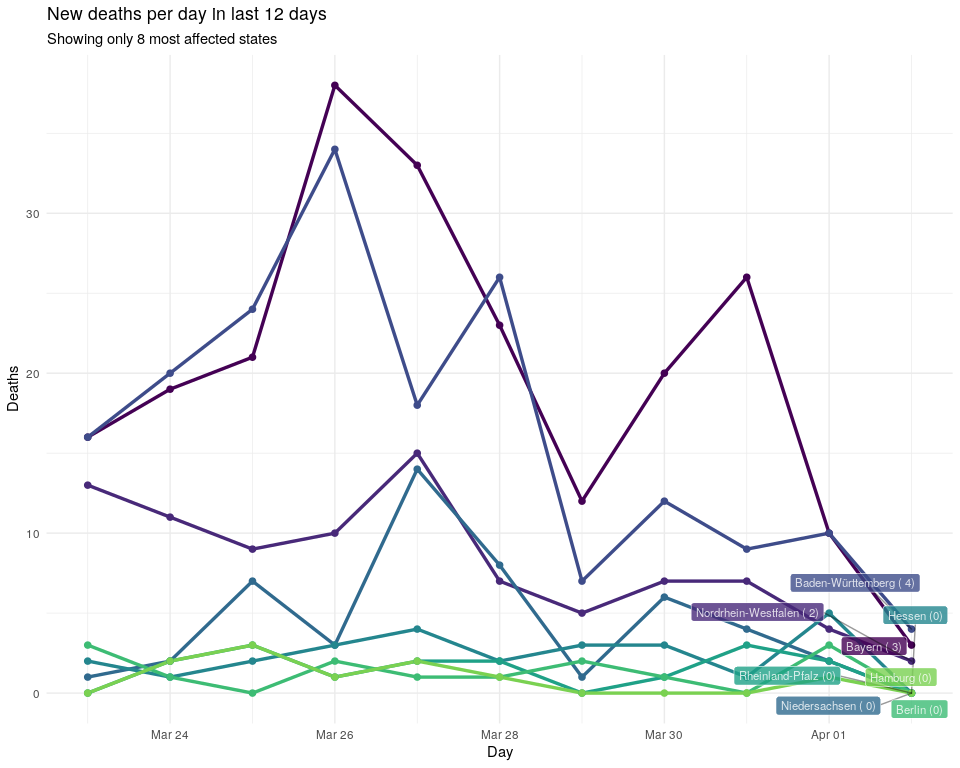 New deaths per day in last 12 days
Showing only 8 most affected states
Deaths
30
20
10
0
Baden-Württemberg ( 4)
Nordrhein-Westfalen ( 2)
Hessen (0)
Bayern ( 3)
Rheinland-Pfalz (0)
Hamburg (0)
Niedersachsen ( 0)
Berlin (0)
Mar 24
Mar 26
Mar 28
Mar 30
Apr 01
Day